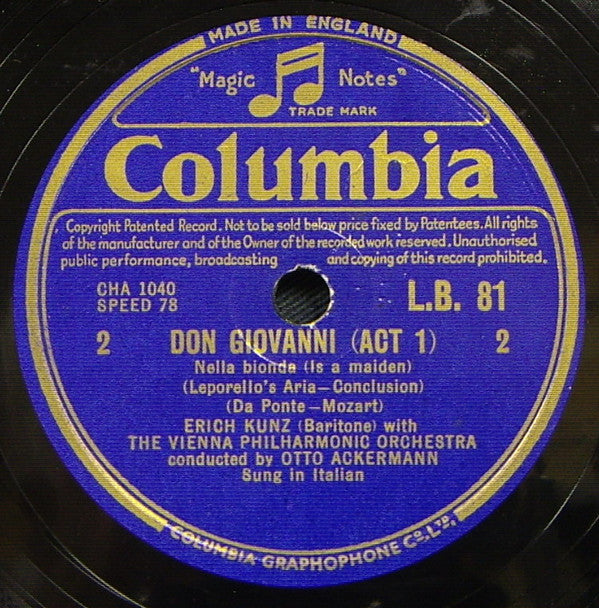 MADE IN ENGLAND
"Magic Notes"
TRADE MARK
Columbia
Copyright Patented Record. Not to be sold below price fixed by Patentees. All rights
of the manufacturer and of the Owner of the recorded work reserved. Unauthorised
public performance, broadcasting and copying of this record prohibited.
CHA 1040
SPEED 78
L.B. 81
2 DON GIOVANNI (ACT 1) 2
Nella bionda (Is a maiden)
(Leporello's Aria—Conclusion)
(Da Ponte—Mozart)
ERICH KUNZ (Baritone) with
THE VIENNA PHILHARMONIC ORCHESTRA
conducted by OTTO ACKERMANN
Sung in Italian
COLUMBIA GRAPHOPHONE CO. LTD.